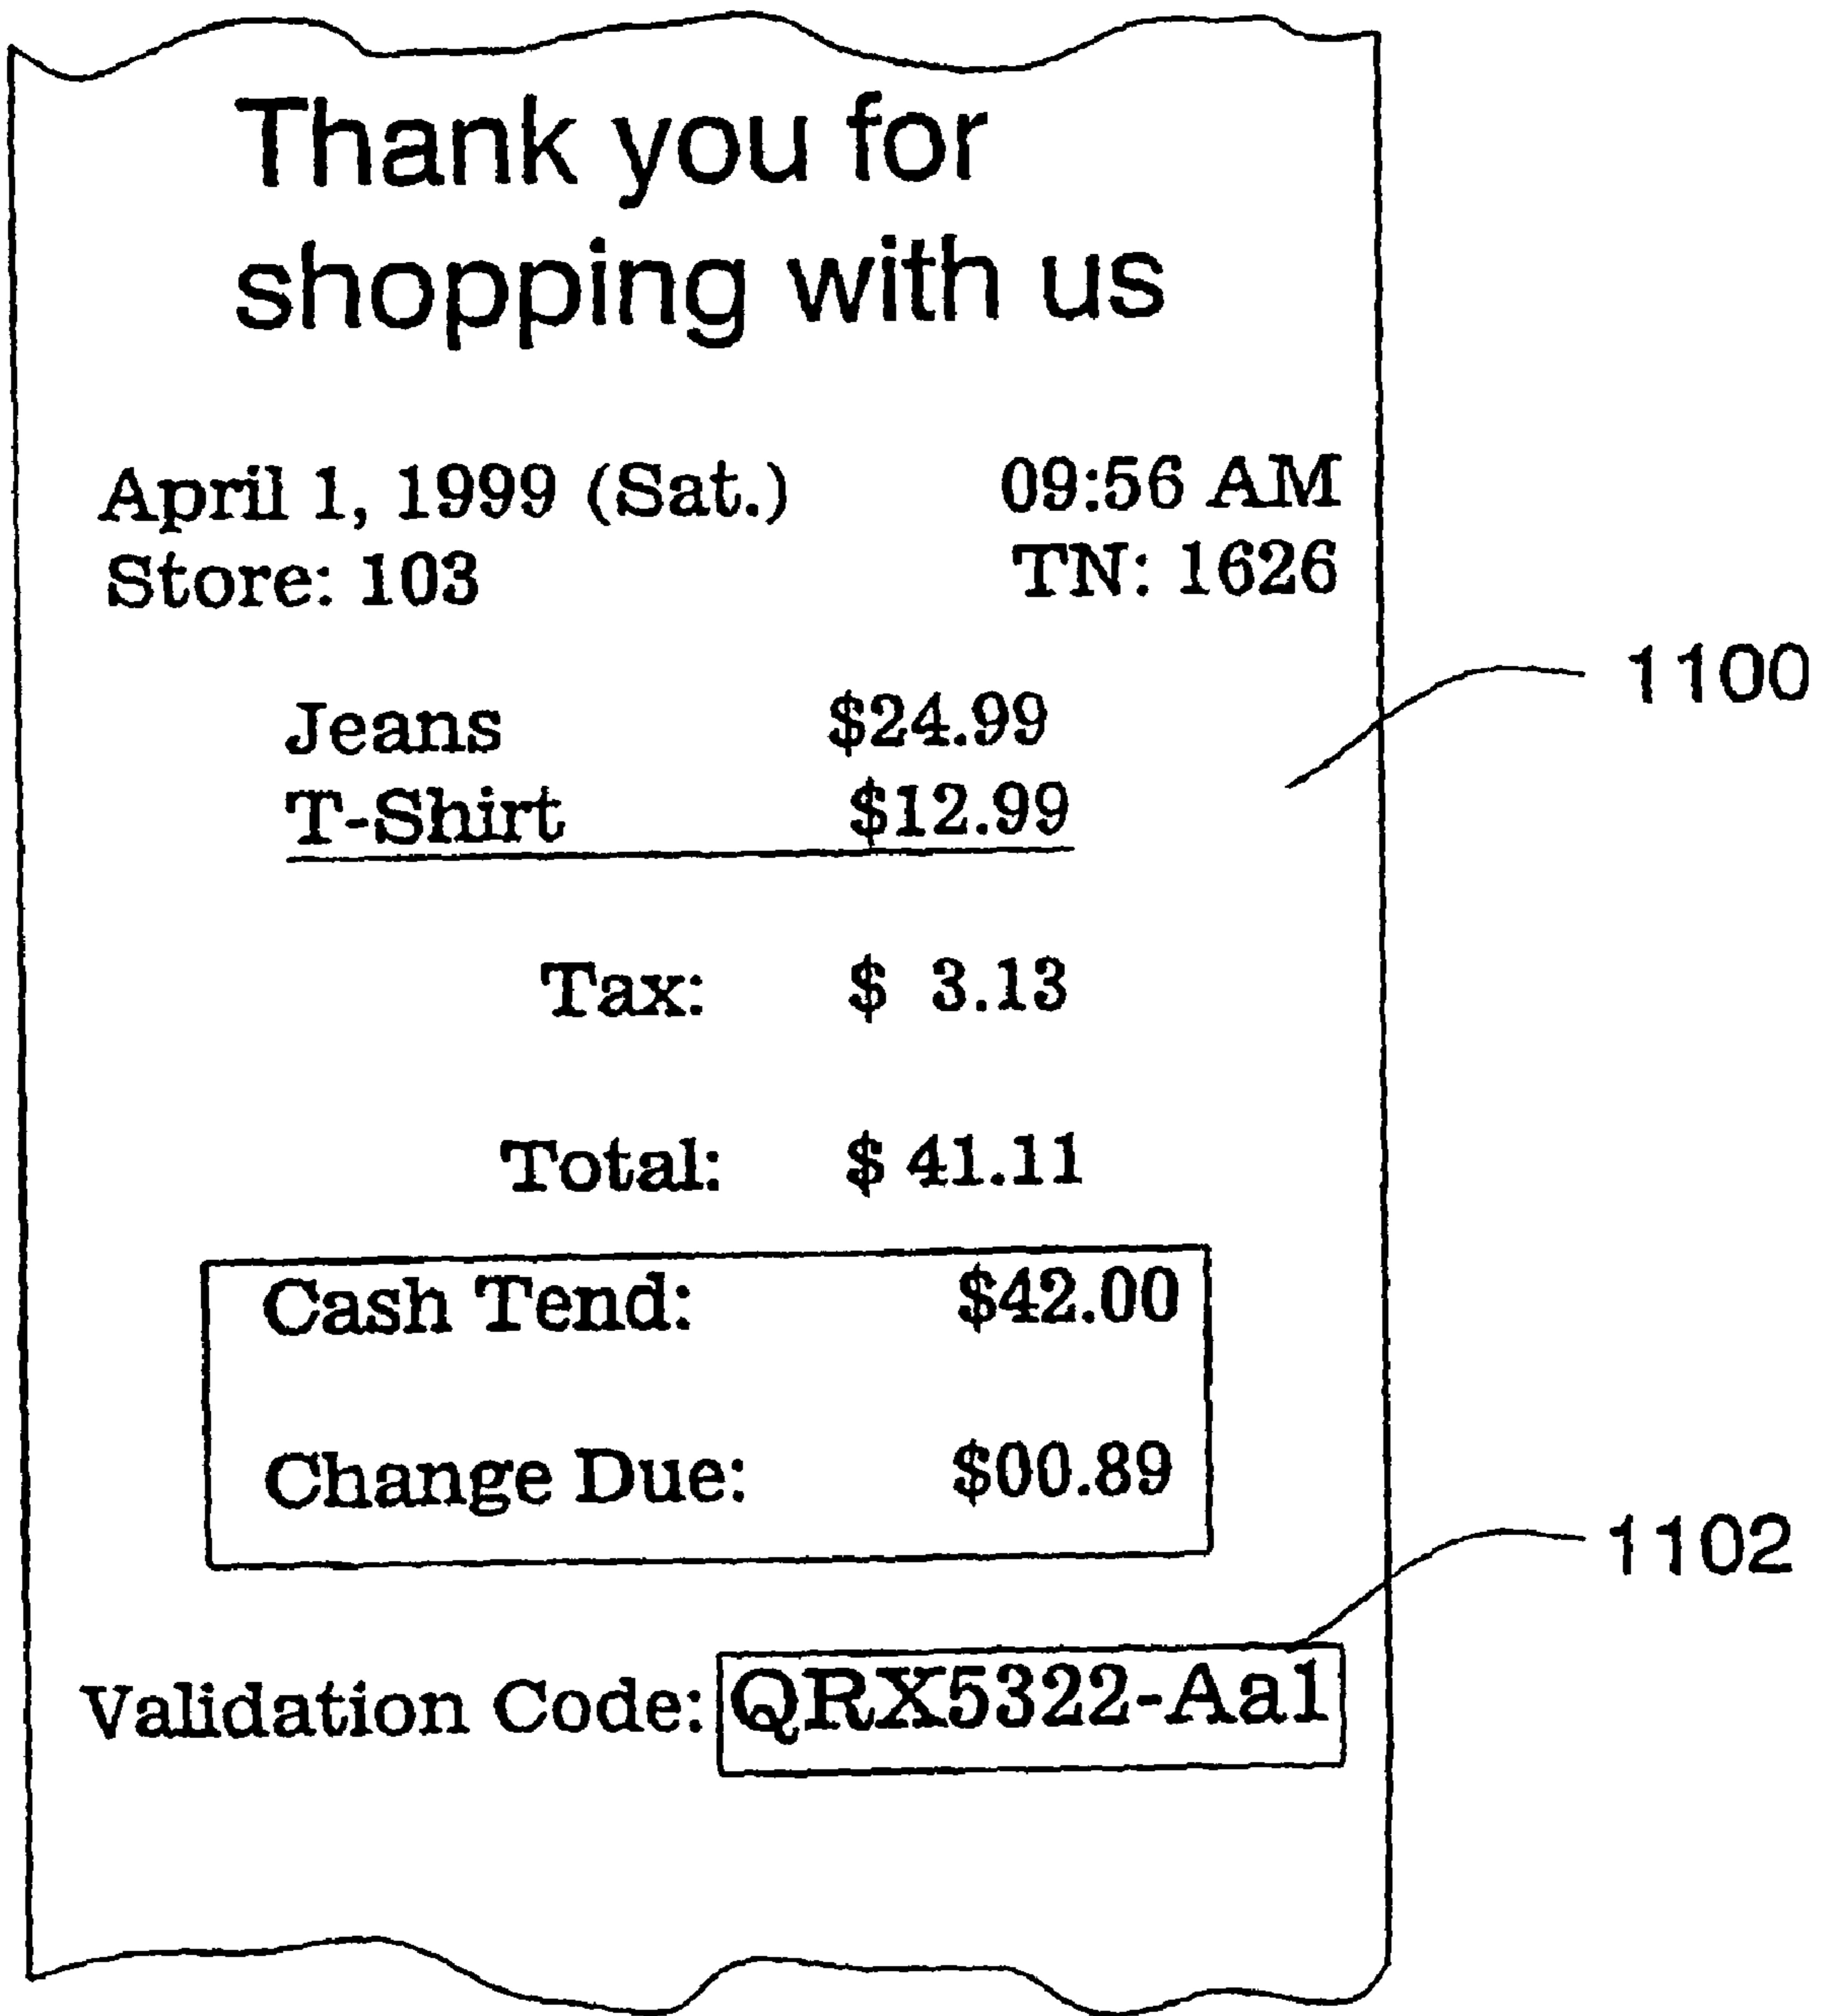 Thank you for
shopping with us
April 1, 1999 (Sat.) 09:56 AM
Store: 103 TN: 1626
1100
Jeans $24.99
T-Shirt $12.99
Tax: $ 3.13
Total: $ 41.11
Cash Tend: $42.00
Change Due: $00.89
1102
Validation Code: QRX5322-Aa1